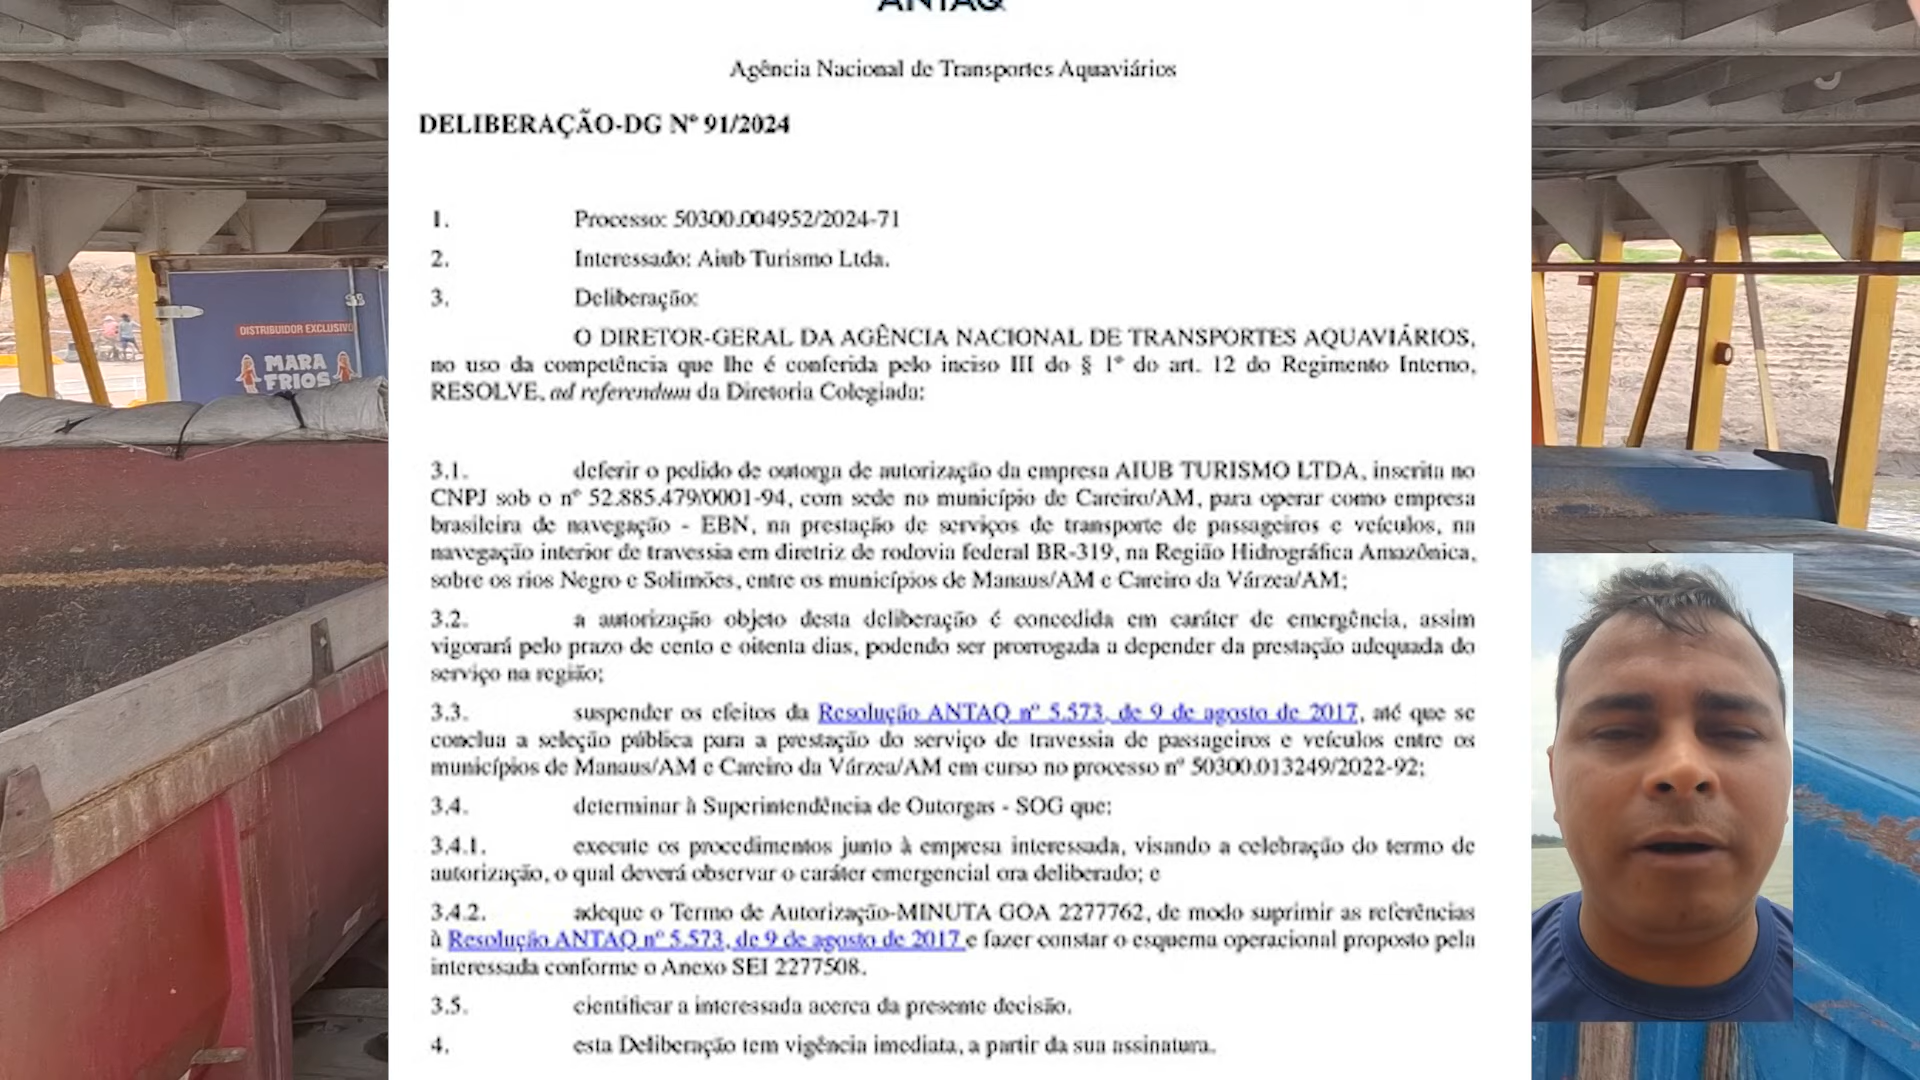 ANTAQ
Agência Nacional de Transportes Aquaviários
DELIBERAÇÃO-DG Nº 91/2024
1. Processo: 50300.004952/2024-71
2. Interessado: Aiub Turismo Ltda.
3. Deliberação:
O DIRETOR-GERAL DA AGÊNCIA NACIONAL DE TRANSPORTES AQUAVIÁRIOS,
no uso da competência que lhe é conferida pelo inciso III do § 1º do art. 12 do Regimento Interno,
RESOLVE, ad referendum da Diretoria Colegiada:
3.1. deferir o pedido de outorga de autorização da empresa AIUB TURISMO LTDA, inscrita no
CNPJ sob o nº 52.885.479/0001-94, com sede no município de Careiro/AM, para operar como empresa
brasileira de navegação - EBN, na prestação de serviços de transporte de passageiros e veículos, na
navegação interior de travessia em diretriz de rodovia federal BR-319, na Região Hidrográfica Amazônica,
sobre os rios Negro e Solimões, entre os municípios de Manaus/AM e Careiro da Várzea/AM;
3.2. a autorização objeto desta deliberação é concedida em caráter de emergência, assim
vigorará pelo prazo de cento e oitenta dias, podendo ser prorrogada a depender da prestação adequada do
serviço na região;
3.3. suspender os efeitos da Resolução ANTAQ nº 5.573, de 9 de agosto de 2017, até que se
conclua a seleção pública para a prestação do serviço de travessia de passageiros e veículos entre os
municípios de Manaus/AM e Careiro da Várzea/AM em curso no processo nº 50300.013249/2022-92;
3.4. determinar à Superintendência de Outorgas - SOG que:
3.4.1. execute os procedimentos junto à empresa interessada, visando a celebração do termo de
autorização, o qual deverá observar o caráter emergencial ora deliberado; e
3.4.2. adeque o Termo de Autorização-MINUTA GOA 2277762, de modo suprimir as referências
à Resolução ANTAQ nº 5.573, de 9 de agosto de 2017 e fazer constar o esquema operacional proposto pela
interessada conforme o Anexo SEI 2277508.
3.5. cientificar a interessada acerca da presente decisão.
4. esta Deliberação tem vigência imediata, a partir da sua assinatura.
DISTRIBUIDOR EXCLUSIVO
MARA
FRIOS